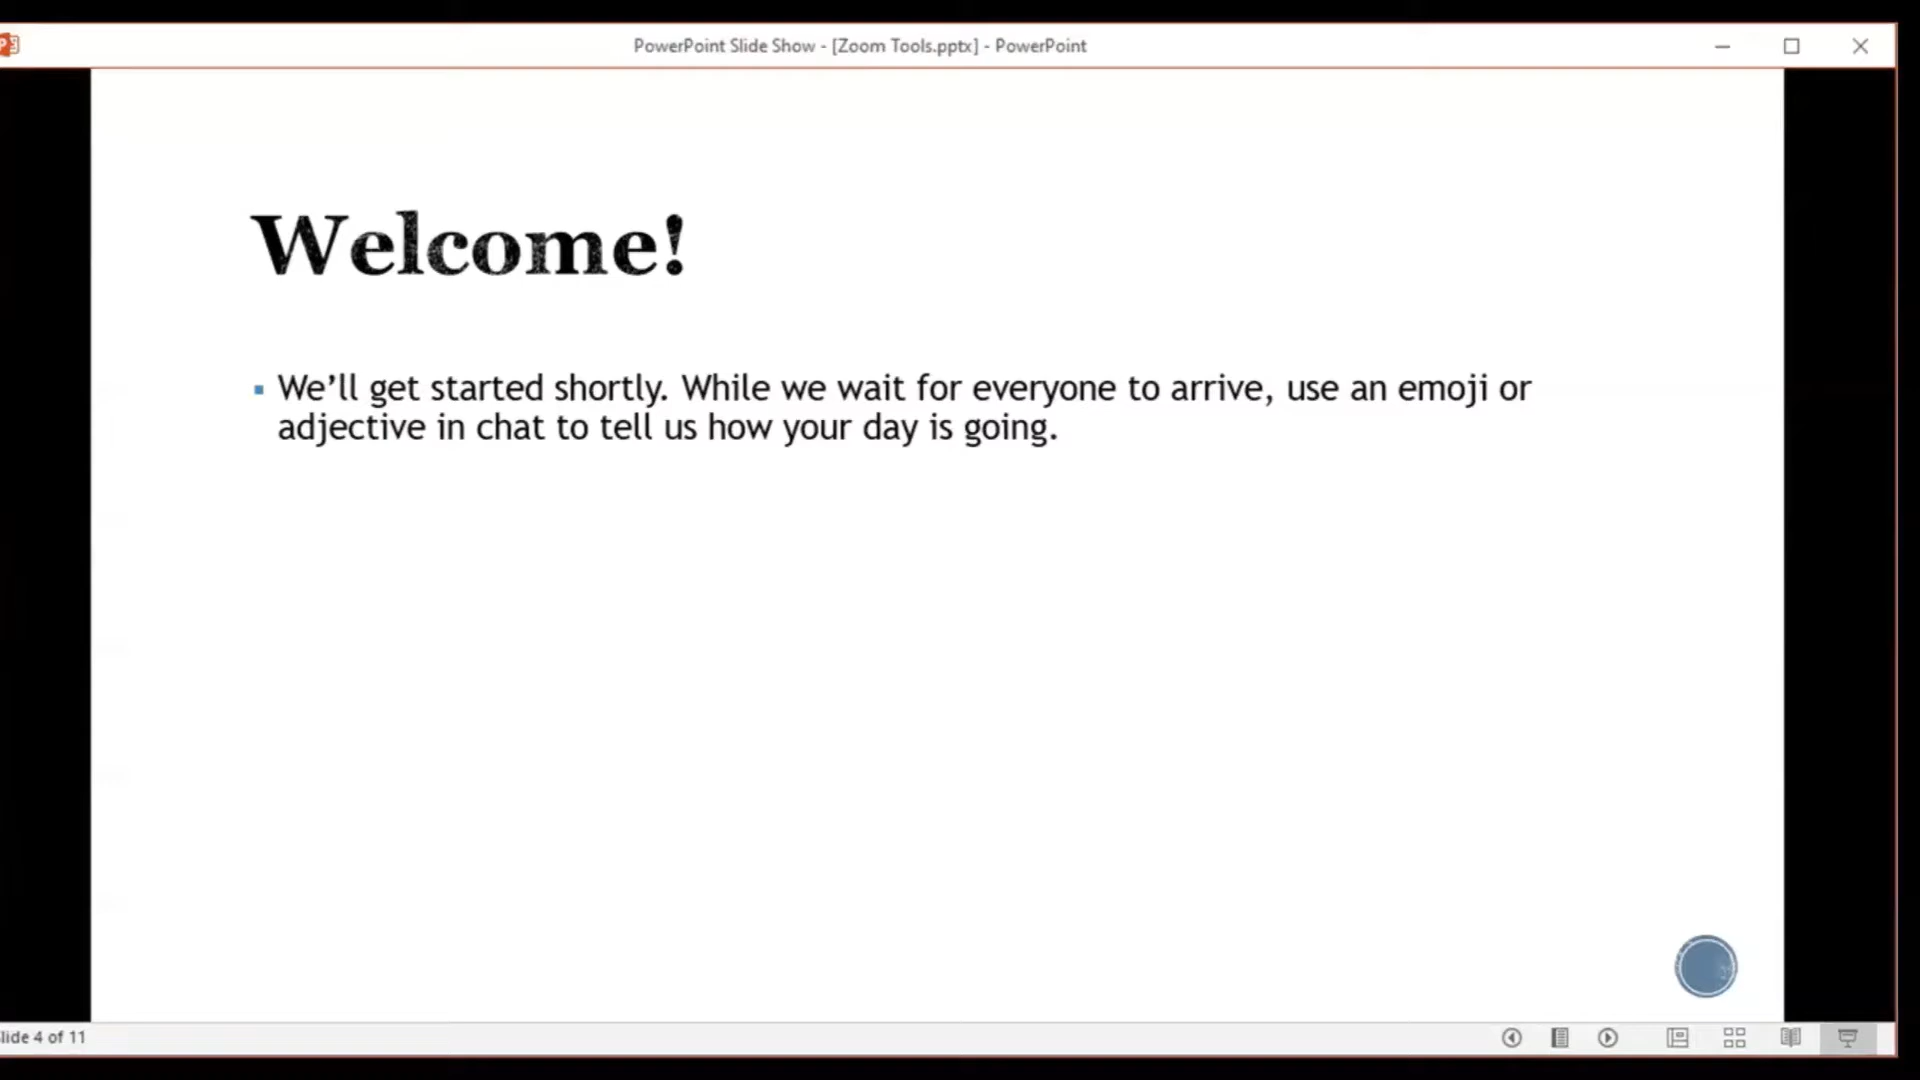 PowerPoint Slide Show - [Zoom Tools.pptx] - PowerPoint
Welcome!
We’ll get started shortly. While we wait for everyone to arrive, use an emoji or
adjective in chat to tell us how your day is going.
lide 4 of 11